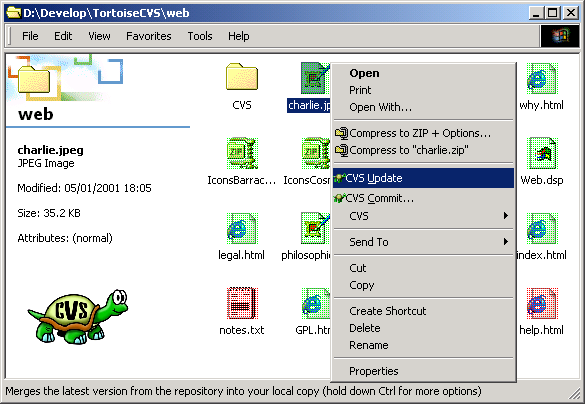 D:\Develop\TortoiseCVS\web
File Edit View Favorites Tools Help
web
charlie.jpeg
JPEG Image
Modified: 05/01/2001 18:05
Size: 35.2 KB
Attributes: (normal)
CVS
CVS
charlie.jp
why.html
ZIP
IconsBarrac...
ZIP
IconsCosm
Web.dsp
legal.html
philosophi
index.html
notes.txt
GPL.htm
help.html
Open
Print
Open With...
Compress to ZIP + Options...
Compress to "charlie.zip"
CVS Update
CVS Commit...
CVS
Send To
Cut
Copy
Create Shortcut
Delete
Rename
Properties
Merges the latest version from the repository into your local copy (hold down Ctrl for more options)